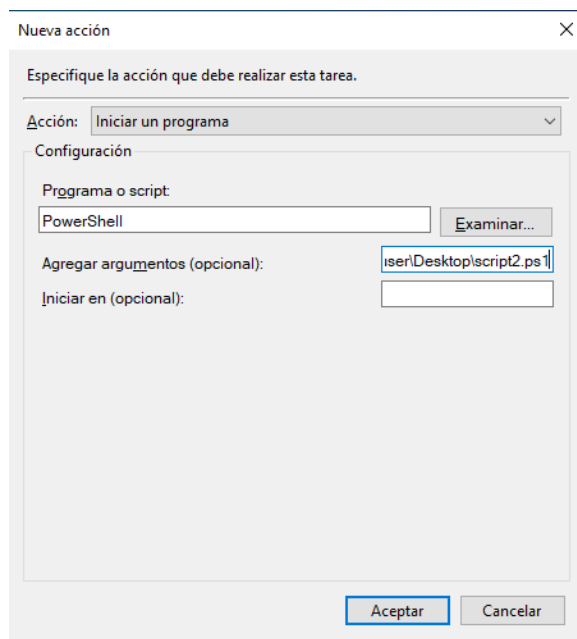 Nueva acción
Especifique la acción que debe realizar esta tarea.
Acción: Iniciar un programa
Configuración
Programa o script:
PowerShell Examinar...
Agregar argumentos (opcional): ser\Desktop\script2.ps1
Iniciar en (opcional):
Aceptar Cancelar